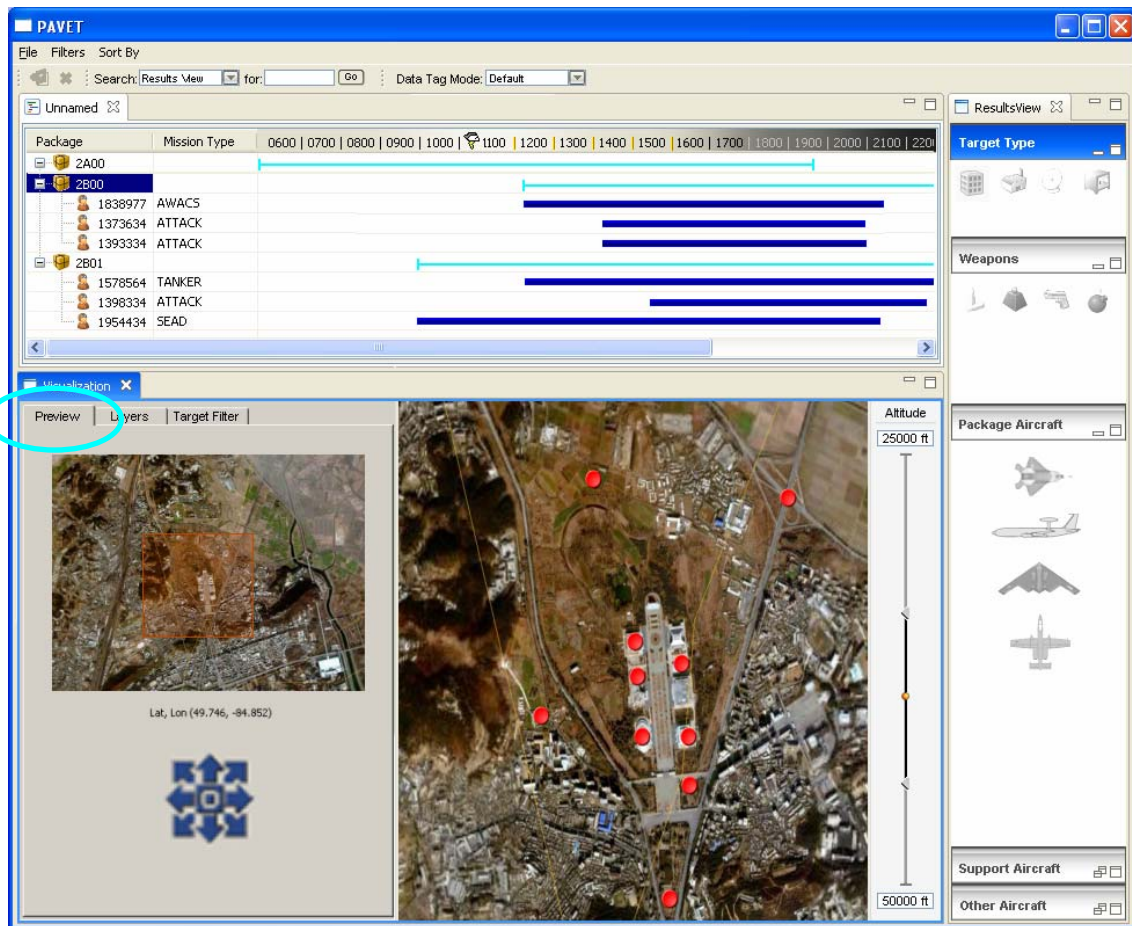 PAVET
File Filters Sort By
Search: Results View for: Go Data Tag Mode: Default
Unnamed
Package Mission Type 0600 | 0700 | 0800 | 0900 | 1000 | 1100 | 1200 | 1300 | 1400 | 1500 | 1600 | 1700 | 1800 | 1900 | 2000 | 2100 | 220
2A00
2B00
1838977 AWACS
1373634 ATTACK
1393334 ATTACK
2B01
1578564 TANKER
1398334 ATTACK
1954434 SEAD
Visualization
Preview Layers Target Filter
Lat, Lon (49.746, -84.852)
Altitude
25000 ft
50000 ft
ResultsView
Target Type
Weapons
Package Aircraft
Support Aircraft
Other Aircraft